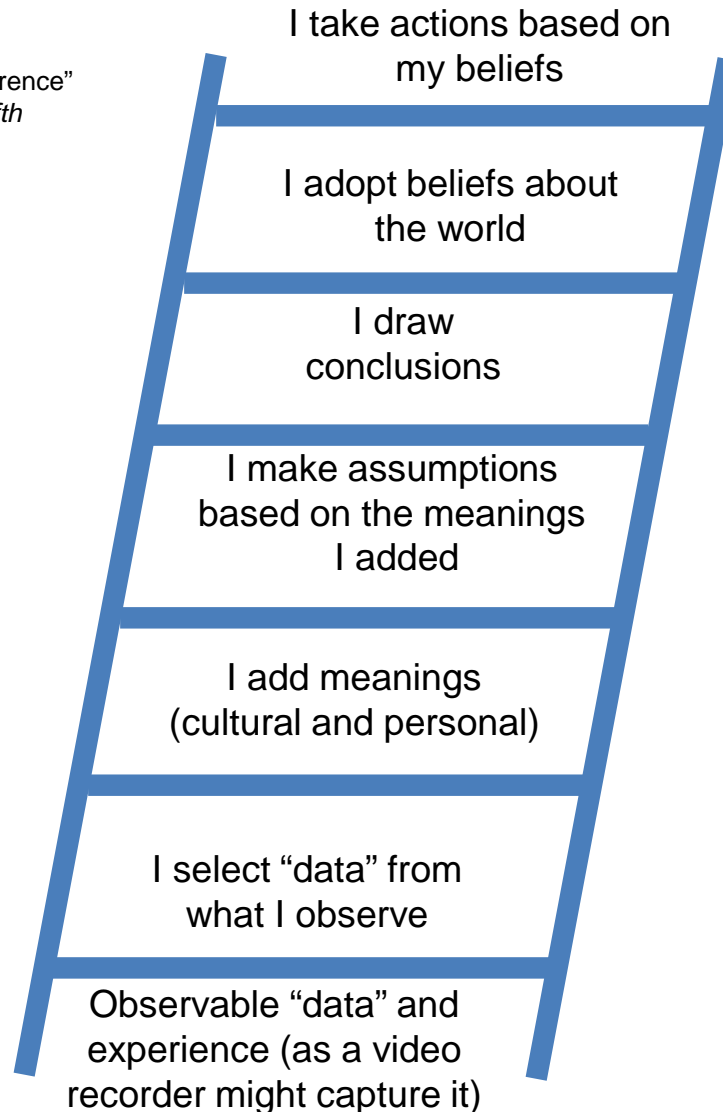 I take actions based on
my beliefs
rence”
fth
I adopt beliefs about
the world
I draw
conclusions
I make assumptions
based on the meanings
I added
I add meanings
(cultural and personal)
I select “data” from
what I observe
Observable “data” and
experience (as a video
recorder might capture it)